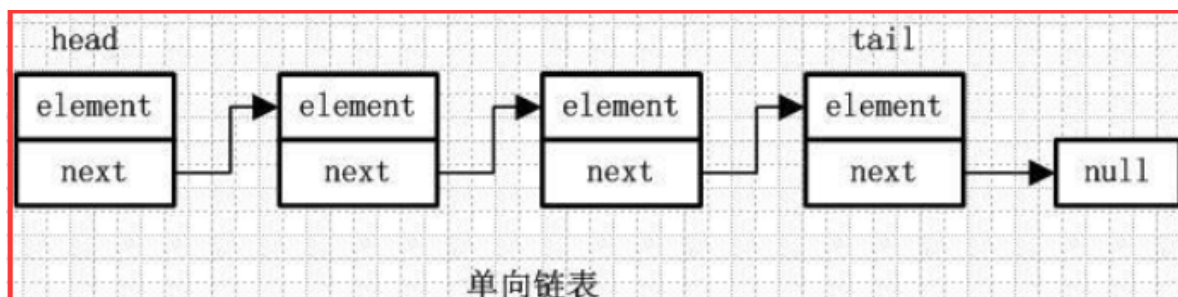 head tail
element element element element
next next next next null
单向链表